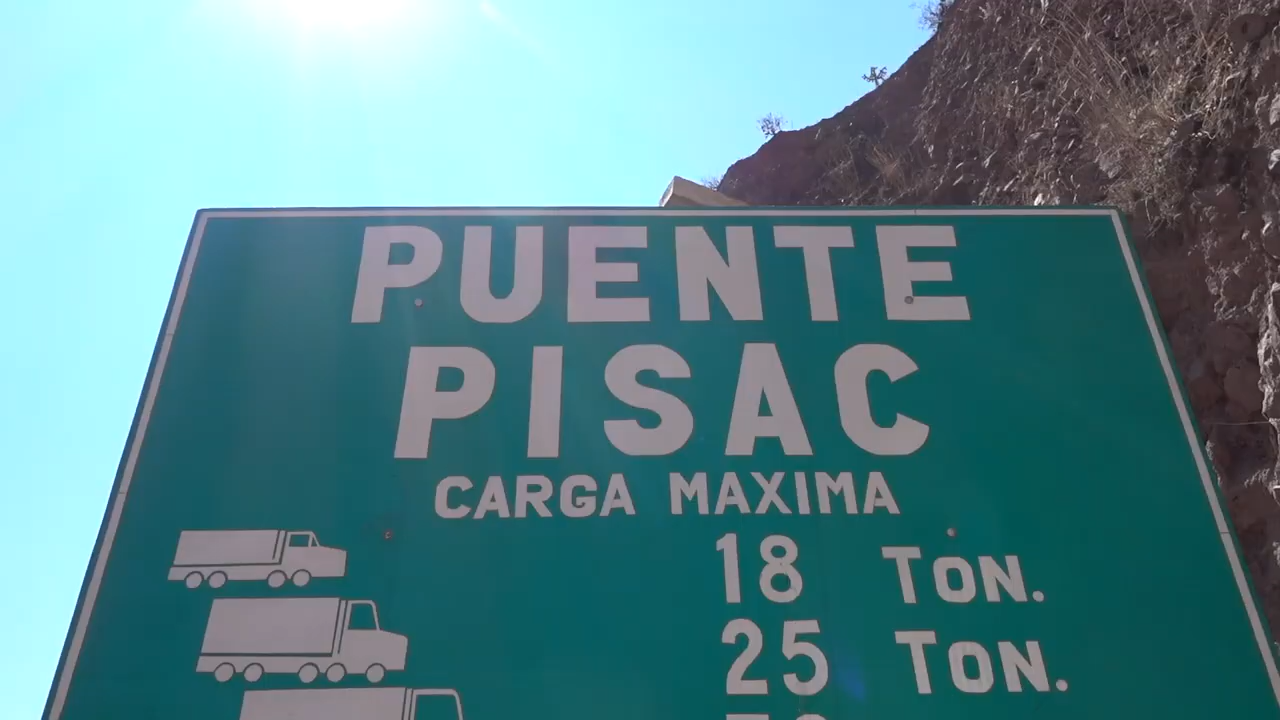 PUENTE
PISAC
CARGA MAXIMA
18 TON.
25 TON.